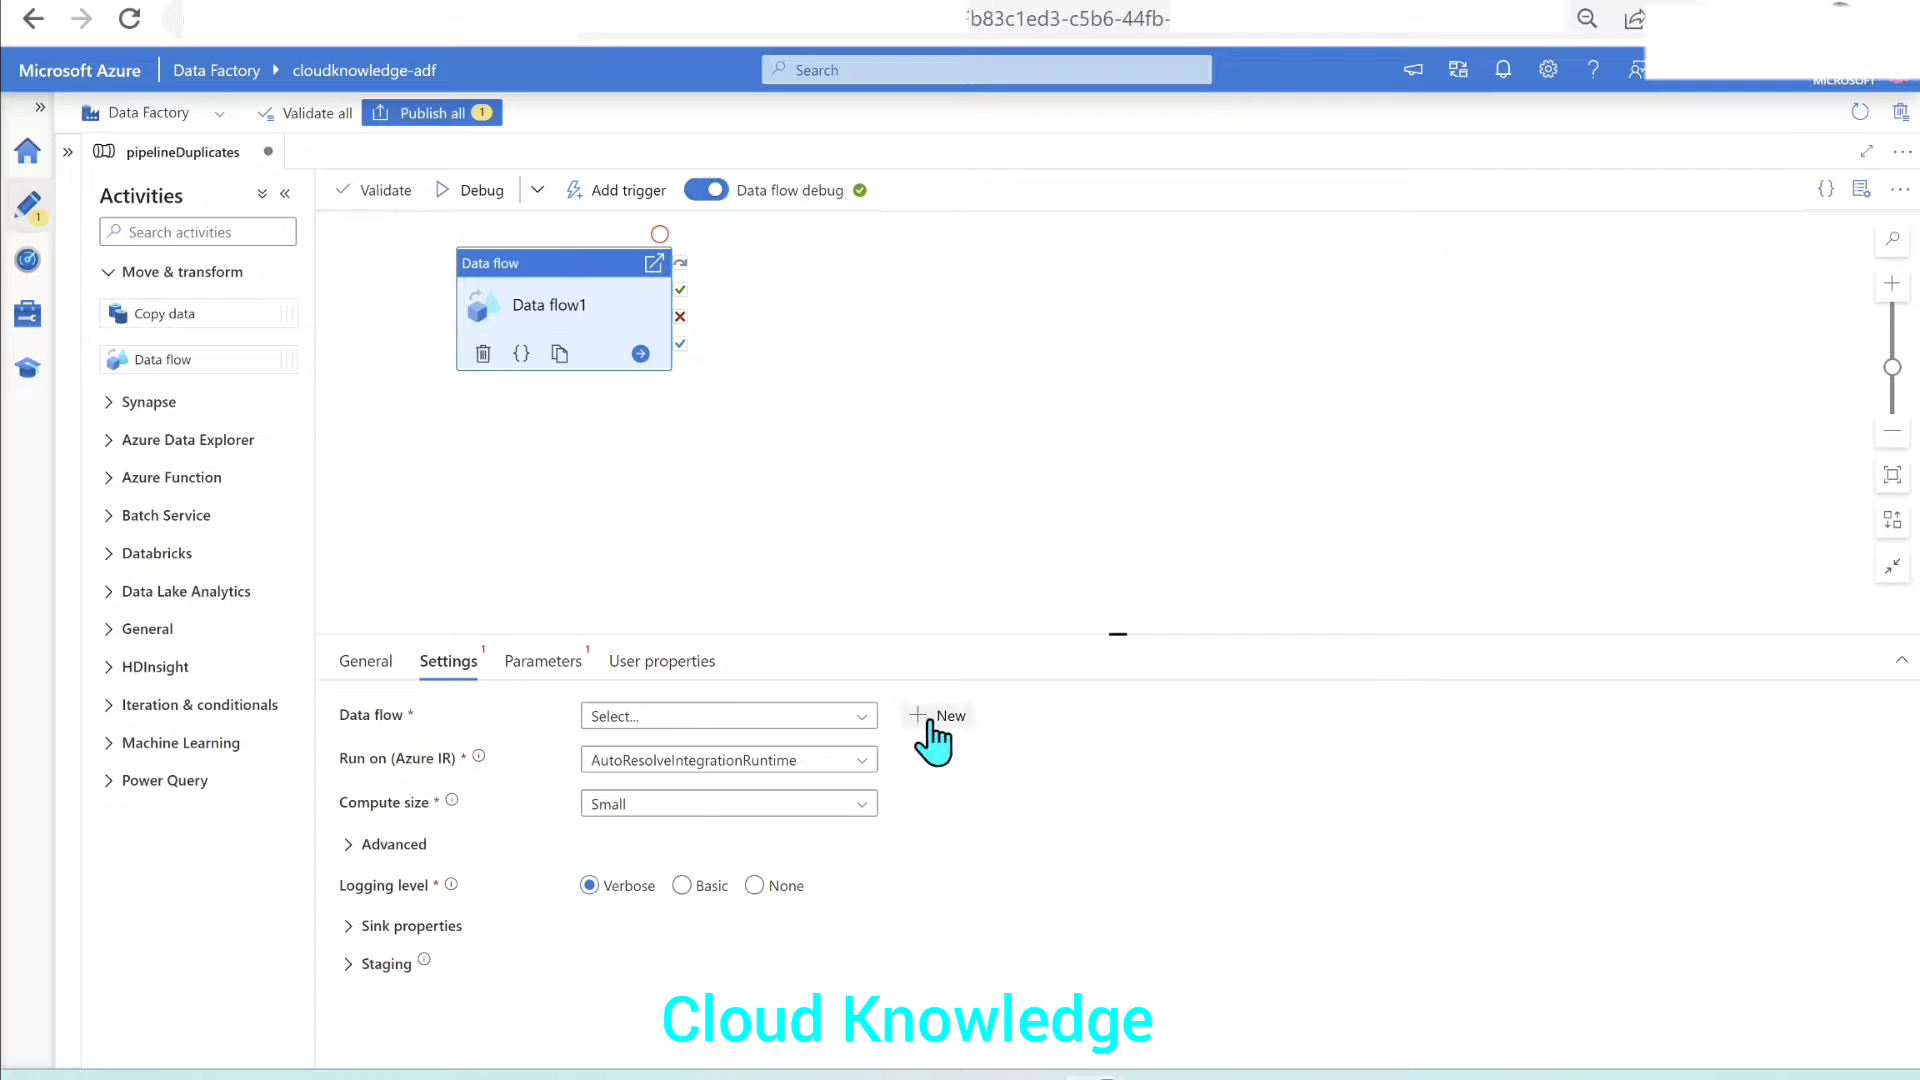 b83c1ed3-c5b6-44fb-
Microsoft Azure
Data Factory
cloudknowledge-adf
Search
MICROSOFT
Data Factory
Validate all
Publish all
1
pipelineDuplicates
Activities
Validate
Debug
Add trigger
Data flow debug
1
Search activities
Move & transform
Copy data
Data flow
Synapse
Azure Data Explorer
Azure Function
Batch Service
Databricks
Data Lake Analytics
General
HDInsight
Iteration & conditionals
Machine Learning
Power Query
Data flow
Data flow1
General
Settings 1
Parameters 1
User properties
Data flow *
Select...
New
Run on (Azure IR) *
AutoResolveIntegrationRuntime
Compute size *
Small
Advanced
Logging level *
Verbose
Basic
None
Sink properties
Staging
Cloud Knowledge